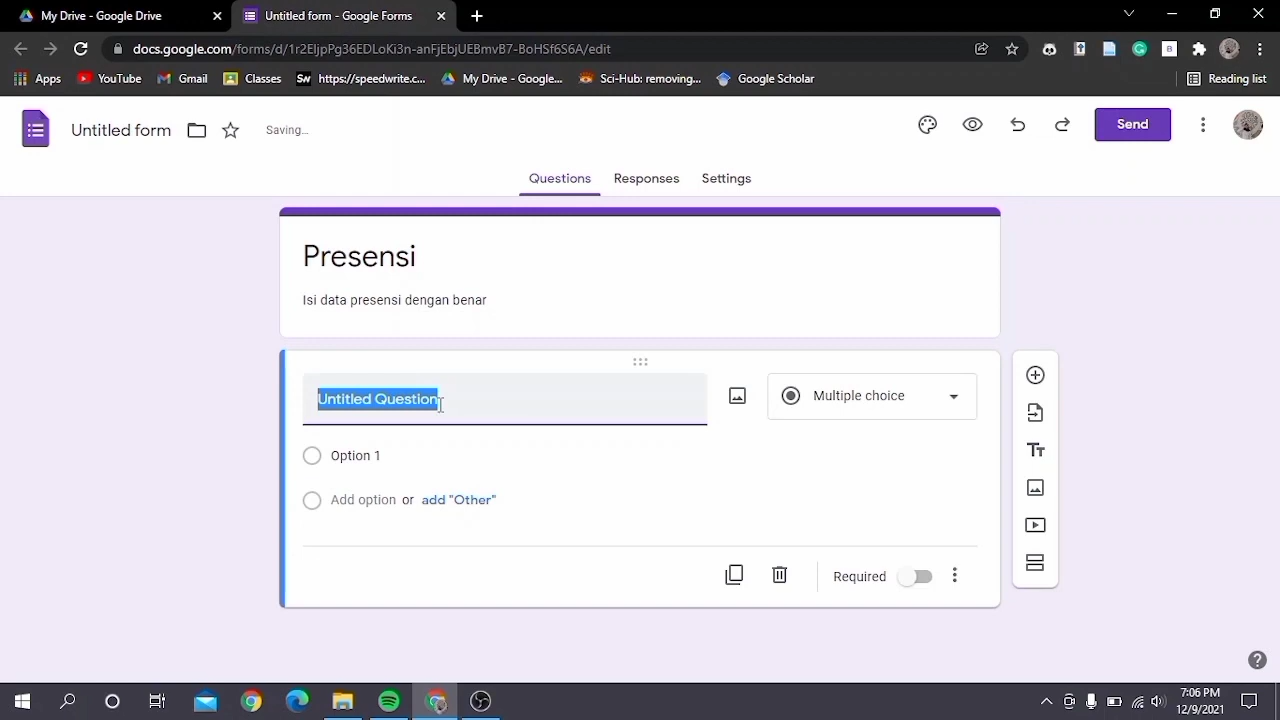 My Drive - Google Drive
Untitled form - Google Forms
docs.google.com/forms/d/1r2EljpPg36EDLoKi3n-anFjEbjUEBmvB7-BoHSf6S6A/edit
Apps
YouTube
Gmail
Classes
SW
https://speedwrite.c...
My Drive - Google...
Sci-Hub: removing...
Google Scholar
Reading list
Untitled form
Saving...
Send
Questions
Responses
Settings
Presensi
Isi data presensi dengan benar
Untitled Question
Multiple choice
Option 1
Add option or add "Other"
Tт
Required
7:06 PM
12/9/2021